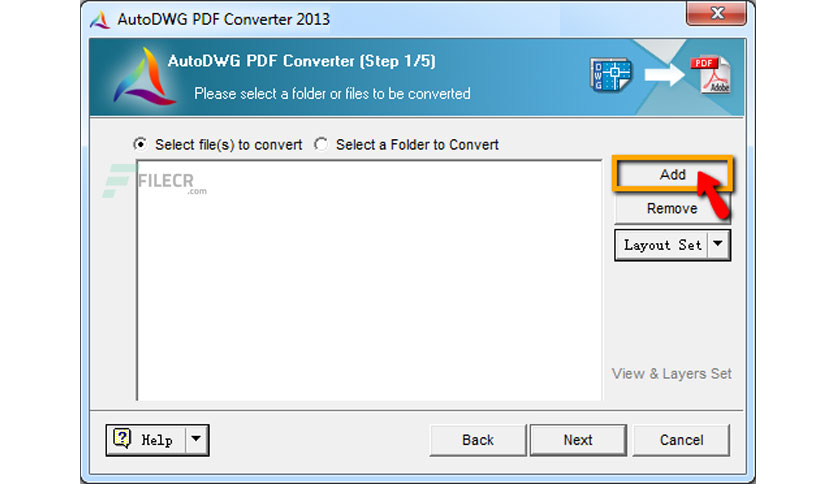 AutoDWG PDF Converter 2013
AutoDWG PDF Converter (Step 1/5)
Please select a folder or files to be converted
DWG
PDF
Adobe
Select file(s) to convert Select a Folder to Convert
FILECR
.com
Add
Remove
Layout Set
View & Layers Set
? Help
Back Next Cancel